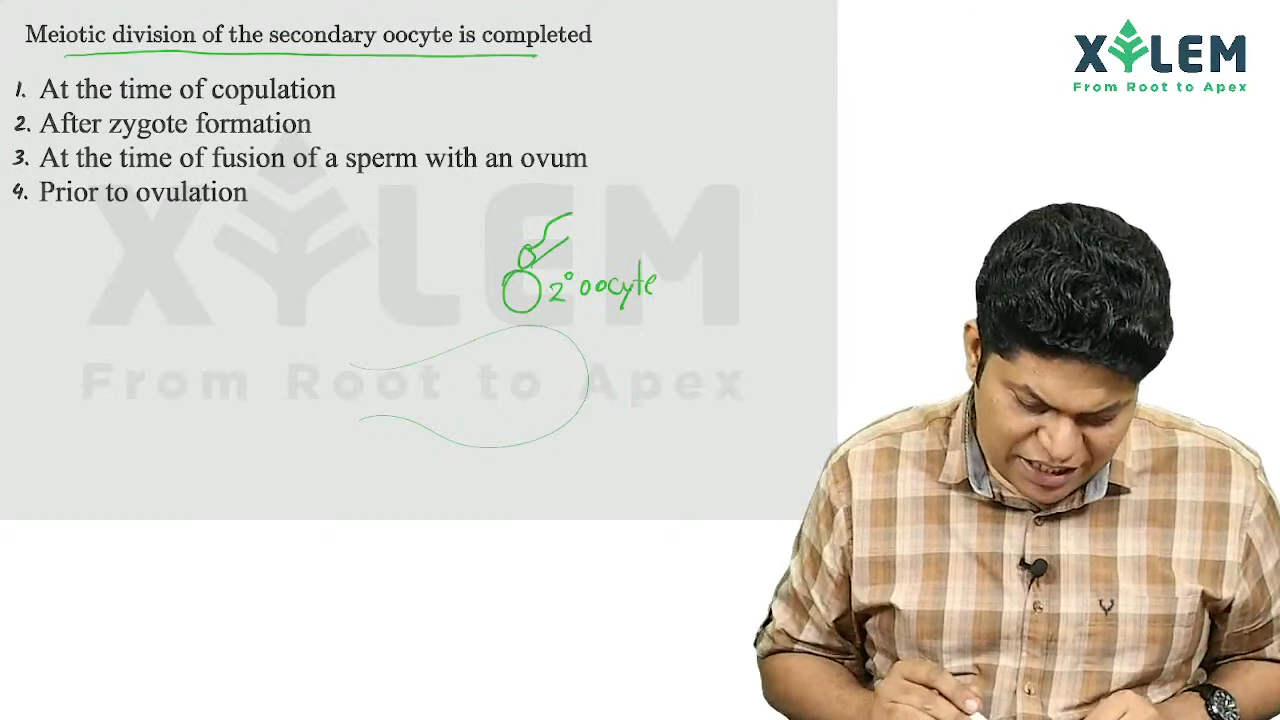 Meiotic division of the secondary oocyte is completed
XYLEM
From Root to Apex
1. At the time of copulation
2. After zygote formation
3. At the time of fusion of a sperm with an ovum
4. Prior to ovulation
XYLEM
From Root to Apex
2° oocyte